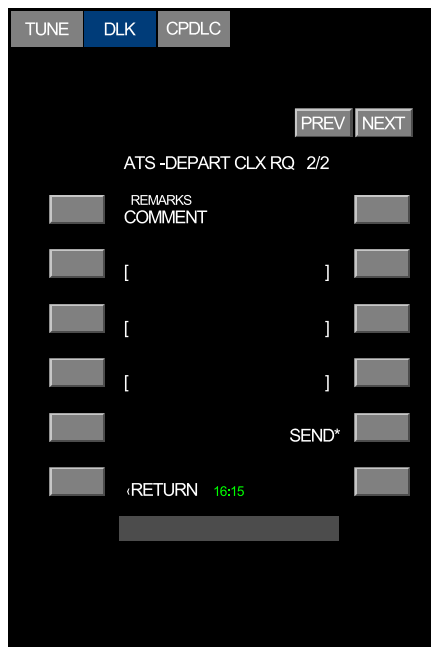 TUNE DLK CPDLC
PREV NEXT
ATS -DEPART CLX RQ 2/2
REMARKS
COMMENT
[ ]
[ ]
[ ]
SEND*
‹RETURN 16:15